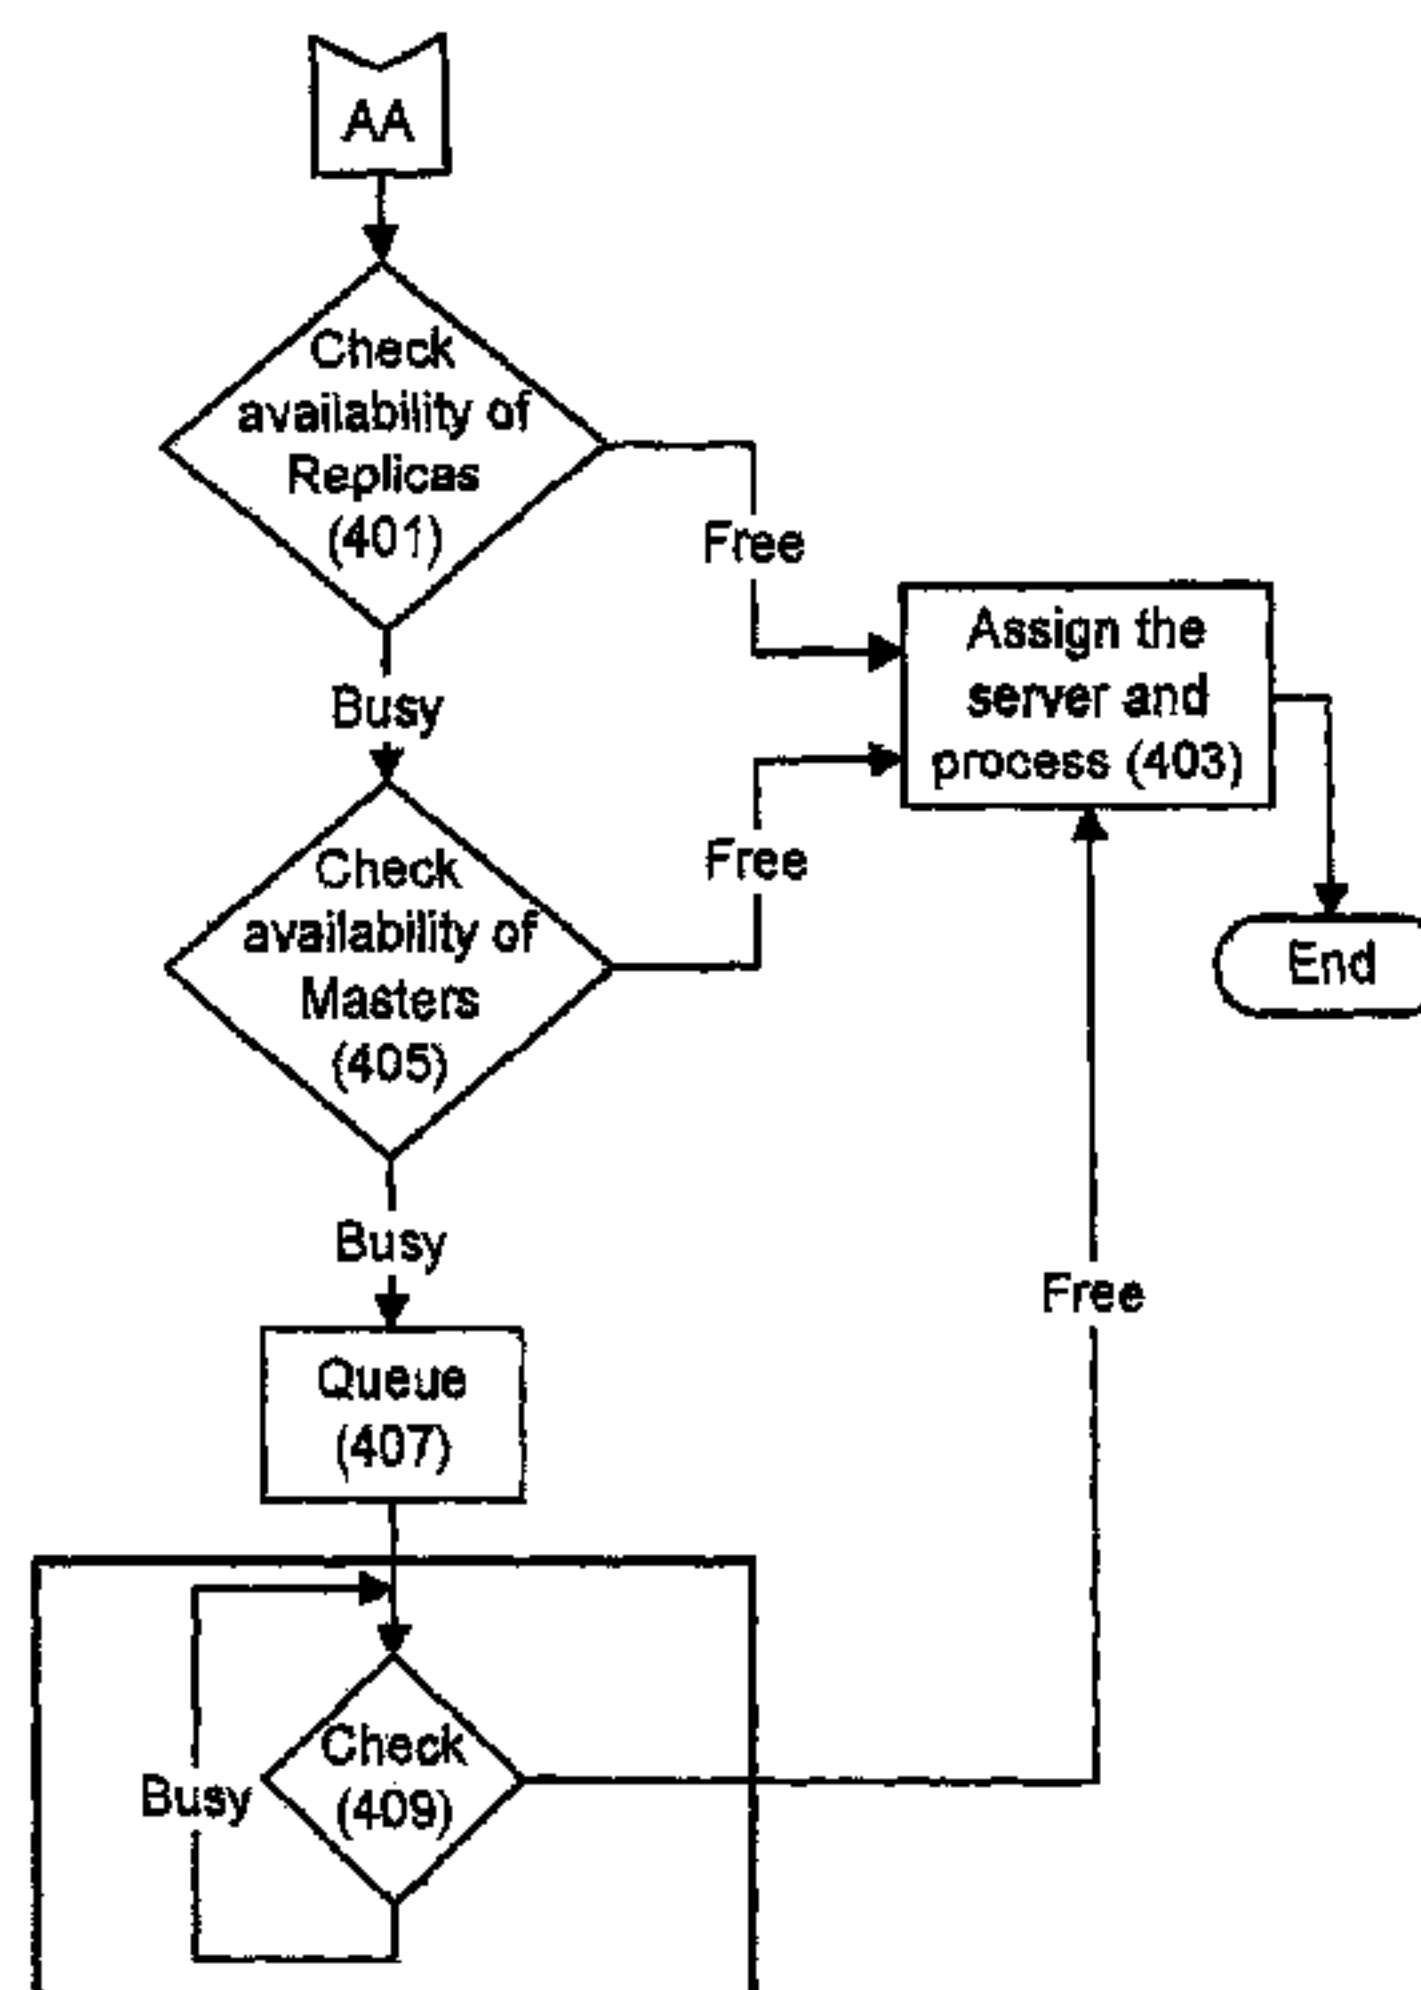 AA
Check
availability of
Replicas
(401)
Free
Busy
Assign the
server and
process (403)
Check
availability of
Masters
(405)
Free
End
Busy
Free
Queue
(407)
Check
(409)
Busy